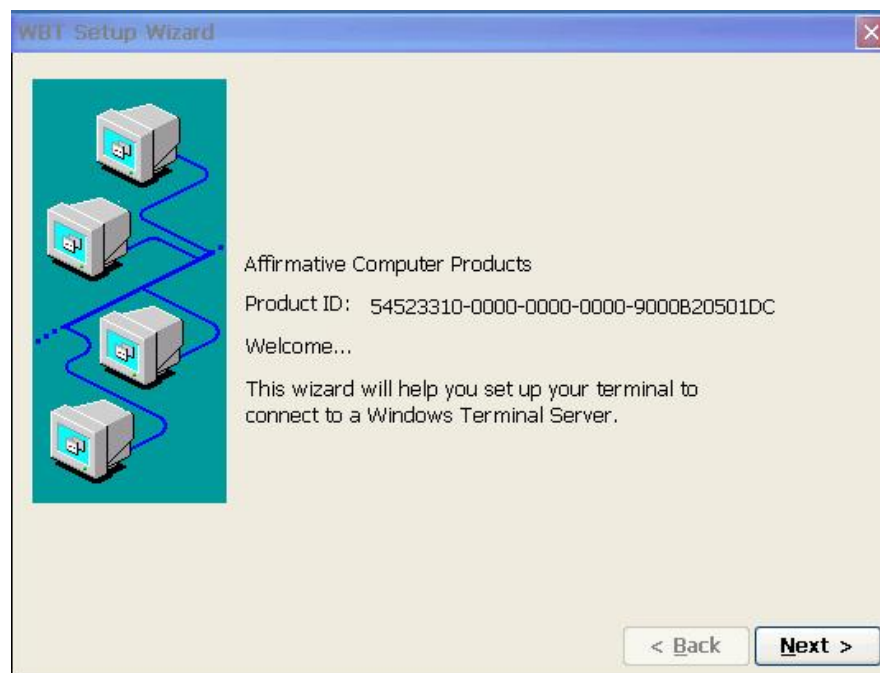 WBT Setup Wizard
Affirmative Computer Products
Product ID: 54523310-0000-0000-0000-9000B20501DC
Welcome...
This wizard will help you set up your terminal to
connect to a Windows Terminal Server.
< Back Next >